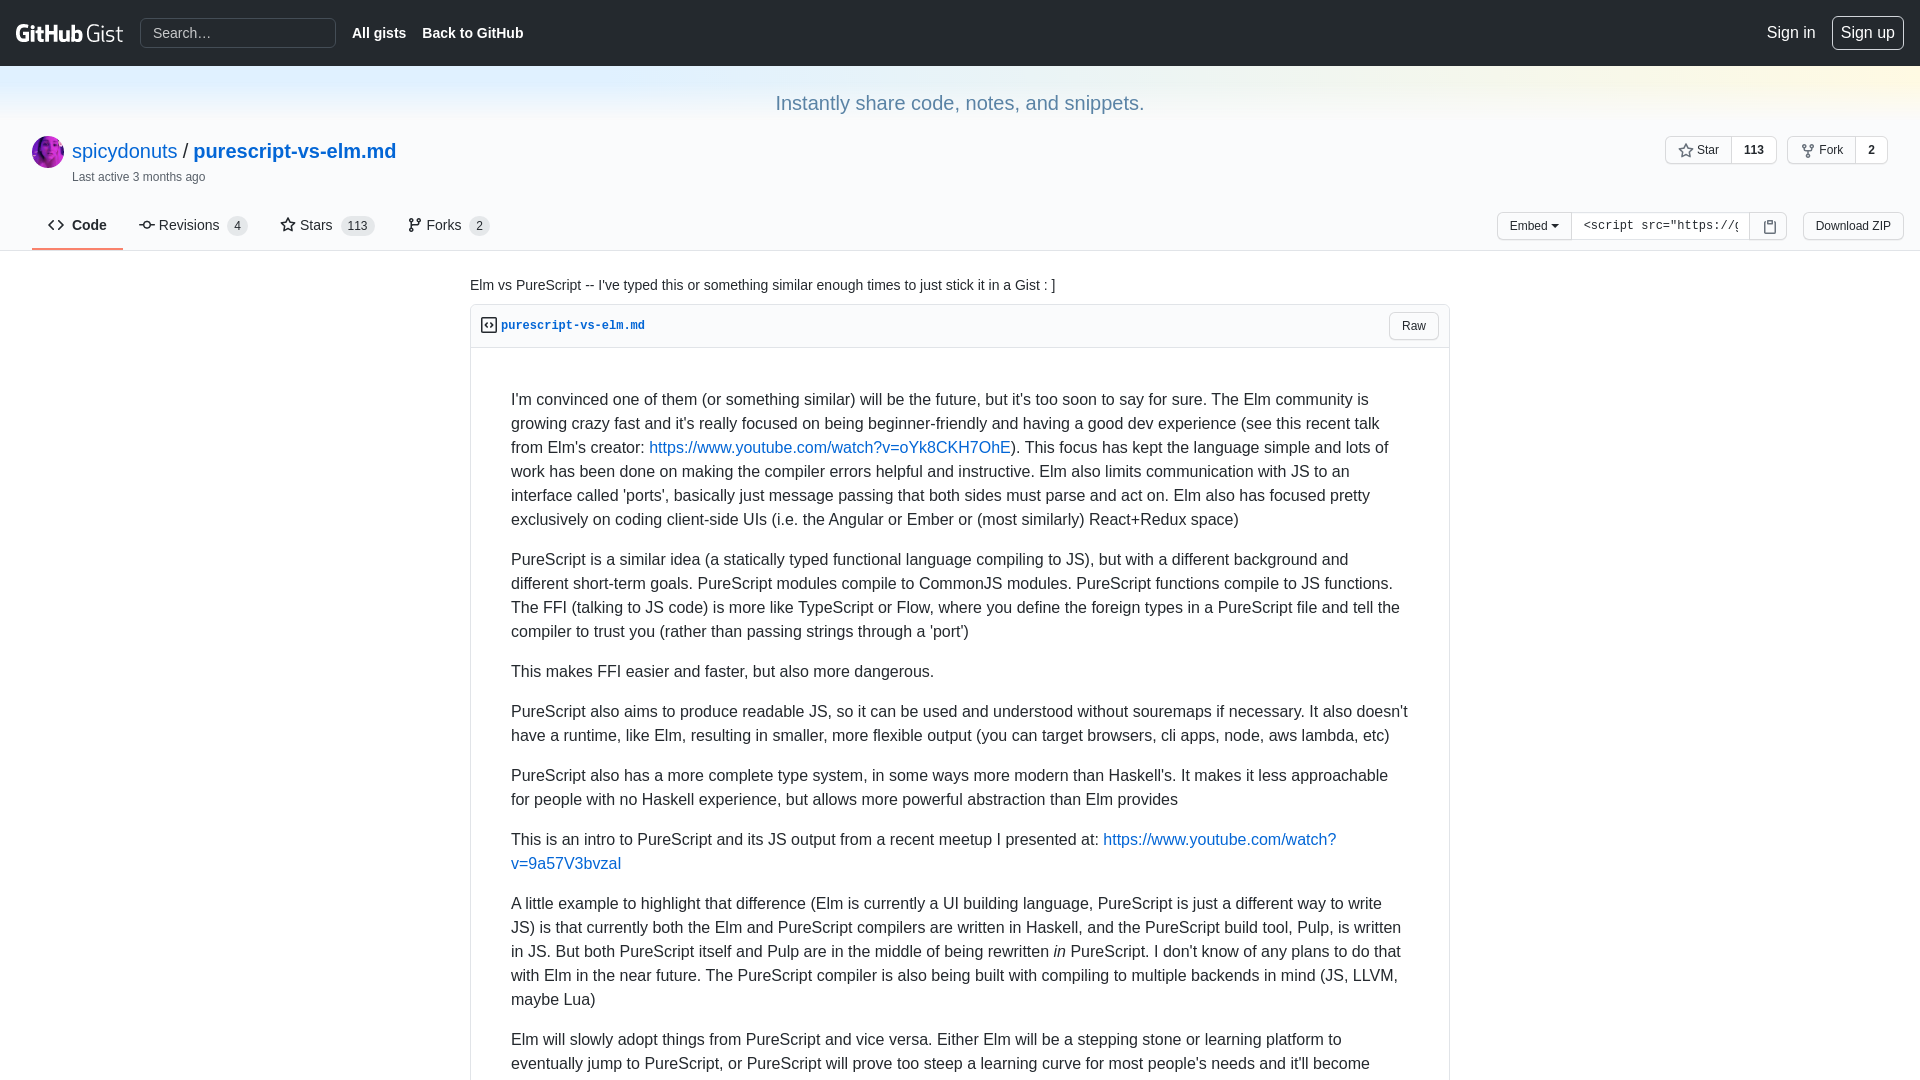 GitHub Gist Search… All gists Back to GitHub Sign in Sign up
Instantly share code, notes, and snippets.
spicydonuts / purescript-vs-elm.md Star 113 Fork 2
Last active 3 months ago
Code Revisions 4 Stars 113 Forks 2 Embed <script src="https://g Download ZIP
Elm vs PureScript -- I've typed this or something similar enough times to just stick it in a Gist : ]
purescript-vs-elm.md Raw
I'm convinced one of them (or something similar) will be the future, but it's too soon to say for sure. The Elm community is
growing crazy fast and it's really focused on being beginner-friendly and having a good dev experience (see this recent talk
from Elm's creator: https://www.youtube.com/watch?v=oYk8CKH7OhE). This focus has kept the language simple and lots of
work has been done on making the compiler errors helpful and instructive. Elm also limits communication with JS to an
interface called 'ports', basically just message passing that both sides must parse and act on. Elm also has focused pretty
exclusively on coding client-side UIs (i.e. the Angular or Ember or (most similarly) React+Redux space)
PureScript is a similar idea (a statically typed functional language compiling to JS), but with a different background and
different short-term goals. PureScript modules compile to CommonJS modules. PureScript functions compile to JS functions.
The FFI (talking to JS code) is more like TypeScript or Flow, where you define the foreign types in a PureScript file and tell the
compiler to trust you (rather than passing strings through a 'port')
This makes FFI easier and faster, but also more dangerous.
PureScript also aims to produce readable JS, so it can be used and understood without souremaps if necessary. It also doesn't
have a runtime, like Elm, resulting in smaller, more flexible output (you can target browsers, cli apps, node, aws lambda, etc)
PureScript also has a more complete type system, in some ways more modern than Haskell's. It makes it less approachable
for people with no Haskell experience, but allows more powerful abstraction than Elm provides
This is an intro to PureScript and its JS output from a recent meetup I presented at: https://www.youtube.com/watch?
v=9a57V3bvzaI
A little example to highlight that difference (Elm is currently a UI building language, PureScript is just a different way to write
JS) is that currently both the Elm and PureScript compilers are written in Haskell, and the PureScript build tool, Pulp, is written
in JS. But both PureScript itself and Pulp are in the middle of being rewritten in PureScript. I don't know of any plans to do that
with Elm in the near future. The PureScript compiler is also being built with compiling to multiple backends in mind (JS, LLVM,
maybe Lua)
Elm will slowly adopt things from PureScript and vice versa. Either Elm will be a stepping stone or learning platform to
eventually jump to PureScript, or PureScript will prove too steep a learning curve for most people's needs and it'll become